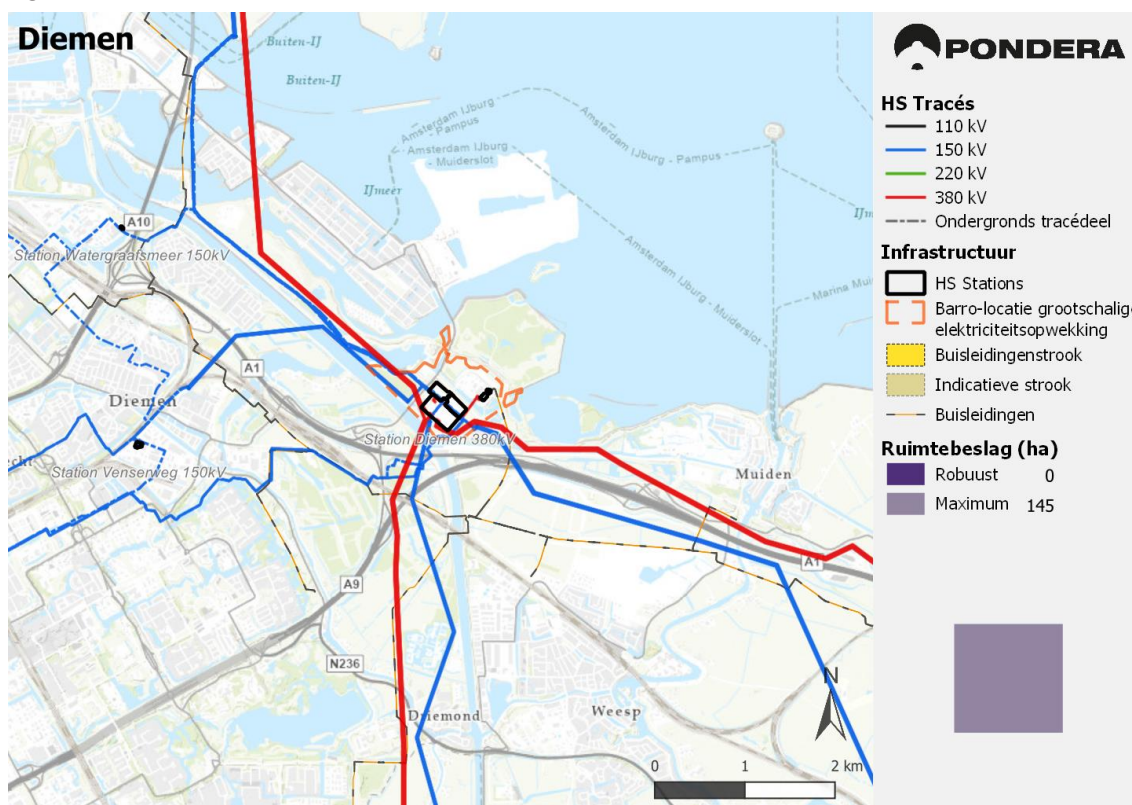 Diemen
Buiten-IJ
Buiten-IJ
Amsterdam IJburg
- Pampus
Amsterdam IJburg
- Muiderslot
Amsterdam IJburg - Pampus
IJmeer
A10
Station Watergraafsmeer 150kV
Amsterdam IJburg - Muiderslot
A1
Diemen
Station Diemen 380kV
Station Venserweg 150kV
Muiden
A1
A9
N236
Driemond
Weesp
N
0 1 2 km
PONDERA
HS Tracés
110 kV
150 kV
220 kV
380 kV
Ondergronds tracédeel
Infrastructuur
HS Stations
Barro-locatie grootschalig
elektriciteitsopwekking
Buisleidingenstrook
Indicatieve strook
Buisleidingen
Ruimtebeslag (ha)
Robuust 0
Maximum 145